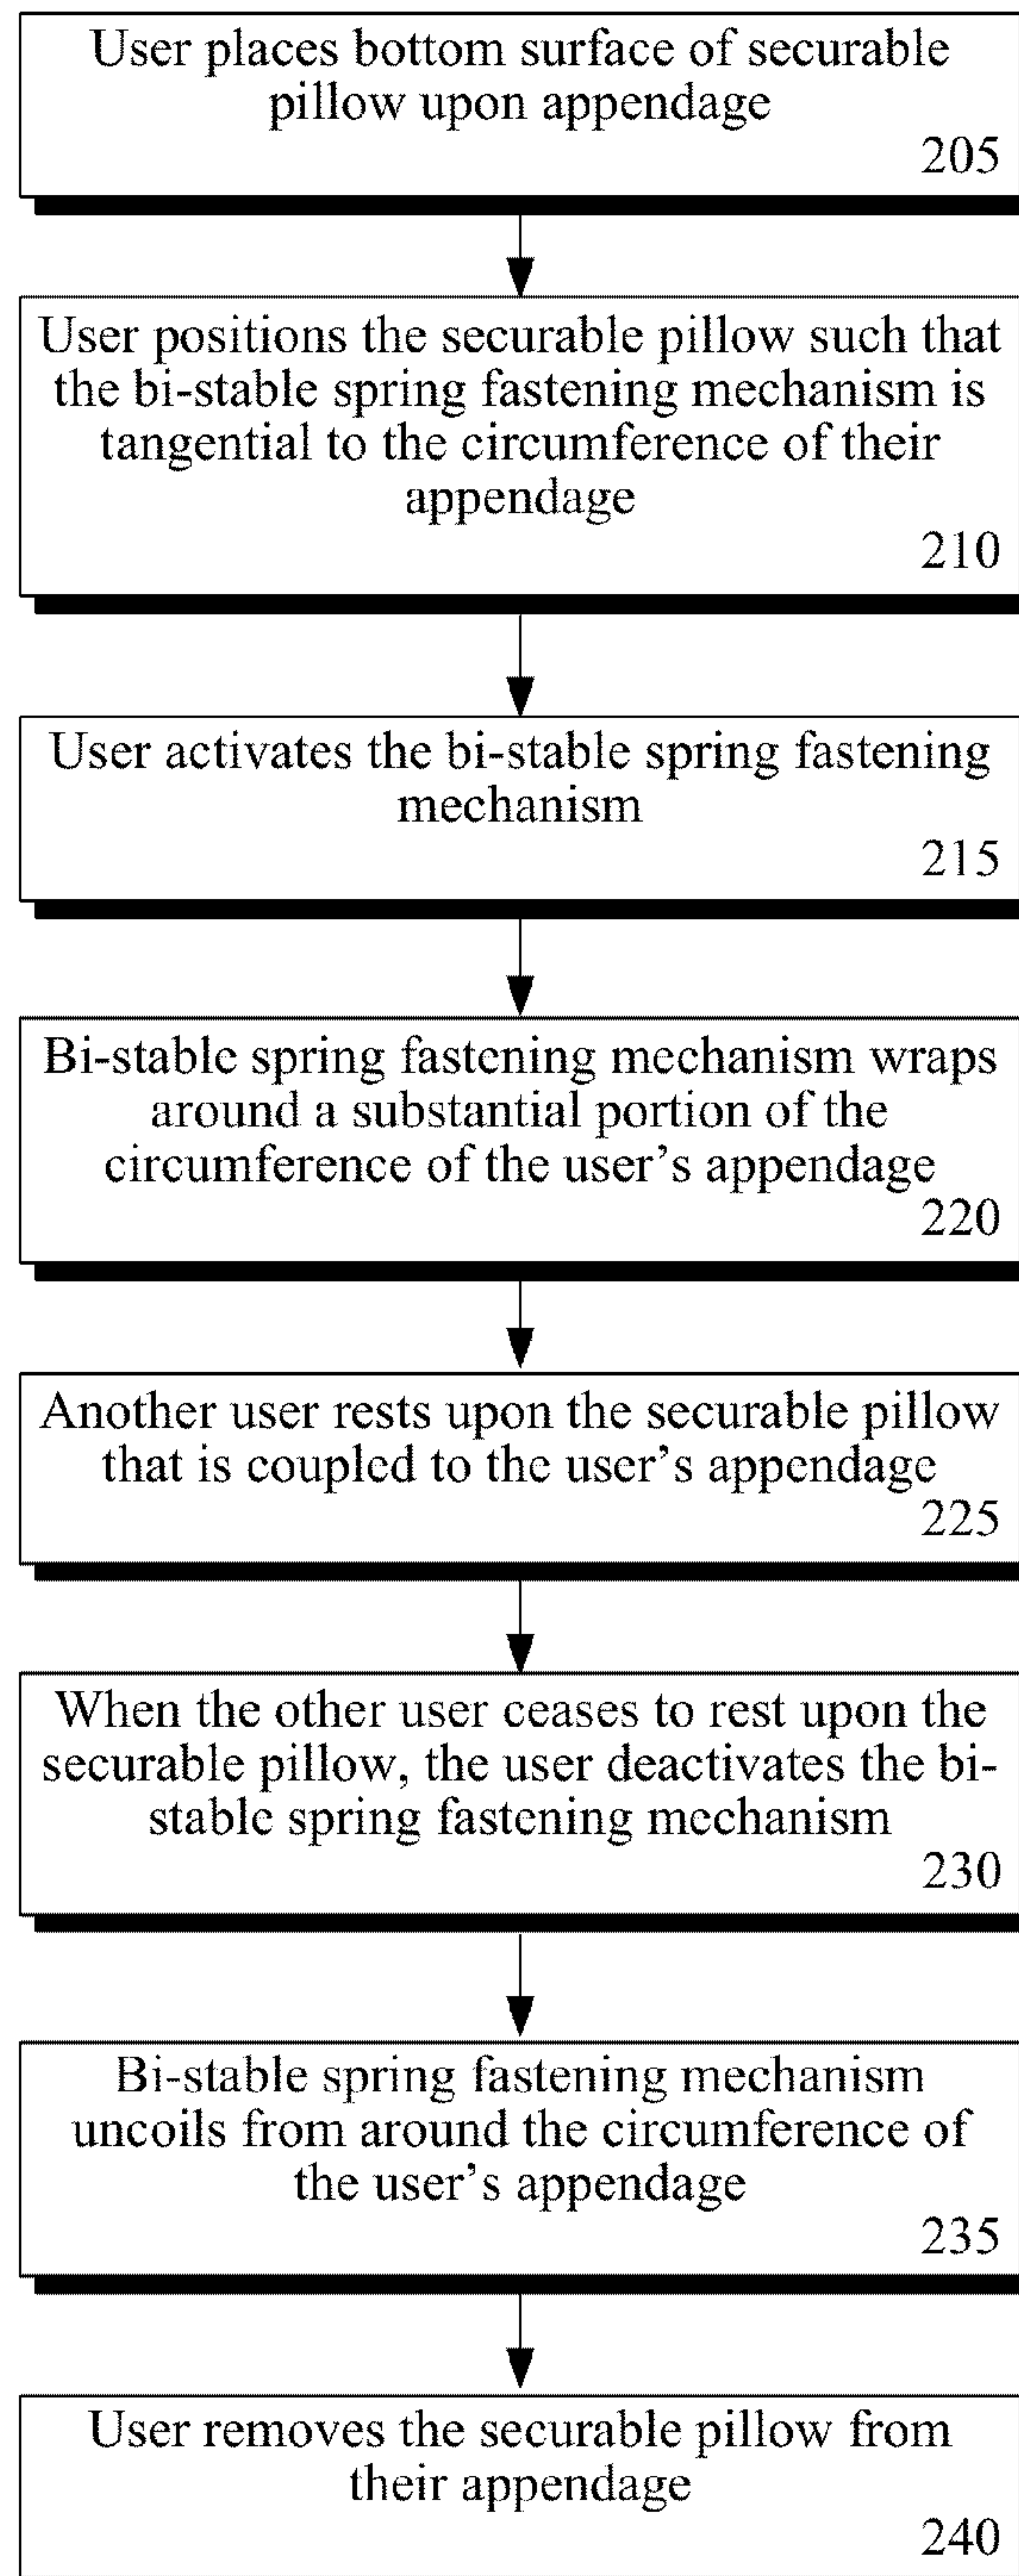 User places bottom surface of securable
pillow upon appendage
205
User positions the securable pillow such that
the bi-stable spring fastening mechanism is
tangential to the circumference of their
appendage
210
User activates the bi-stable spring fastening
mechanism
215
Bi-stable spring fastening mechanism wraps
around a substantial portion of the
circumference of the user's appendage
220
Another user rests upon the securable pillow
that is coupled to the user's appendage
225
When the other user ceases to rest upon the
securable pillow, the user deactivates the bi-
stable spring fastening mechanism
230
Bi-stable spring fastening mechanism
uncoils from around the circumference of
the user's appendage
235
User removes the securable pillow from
their appendage
240